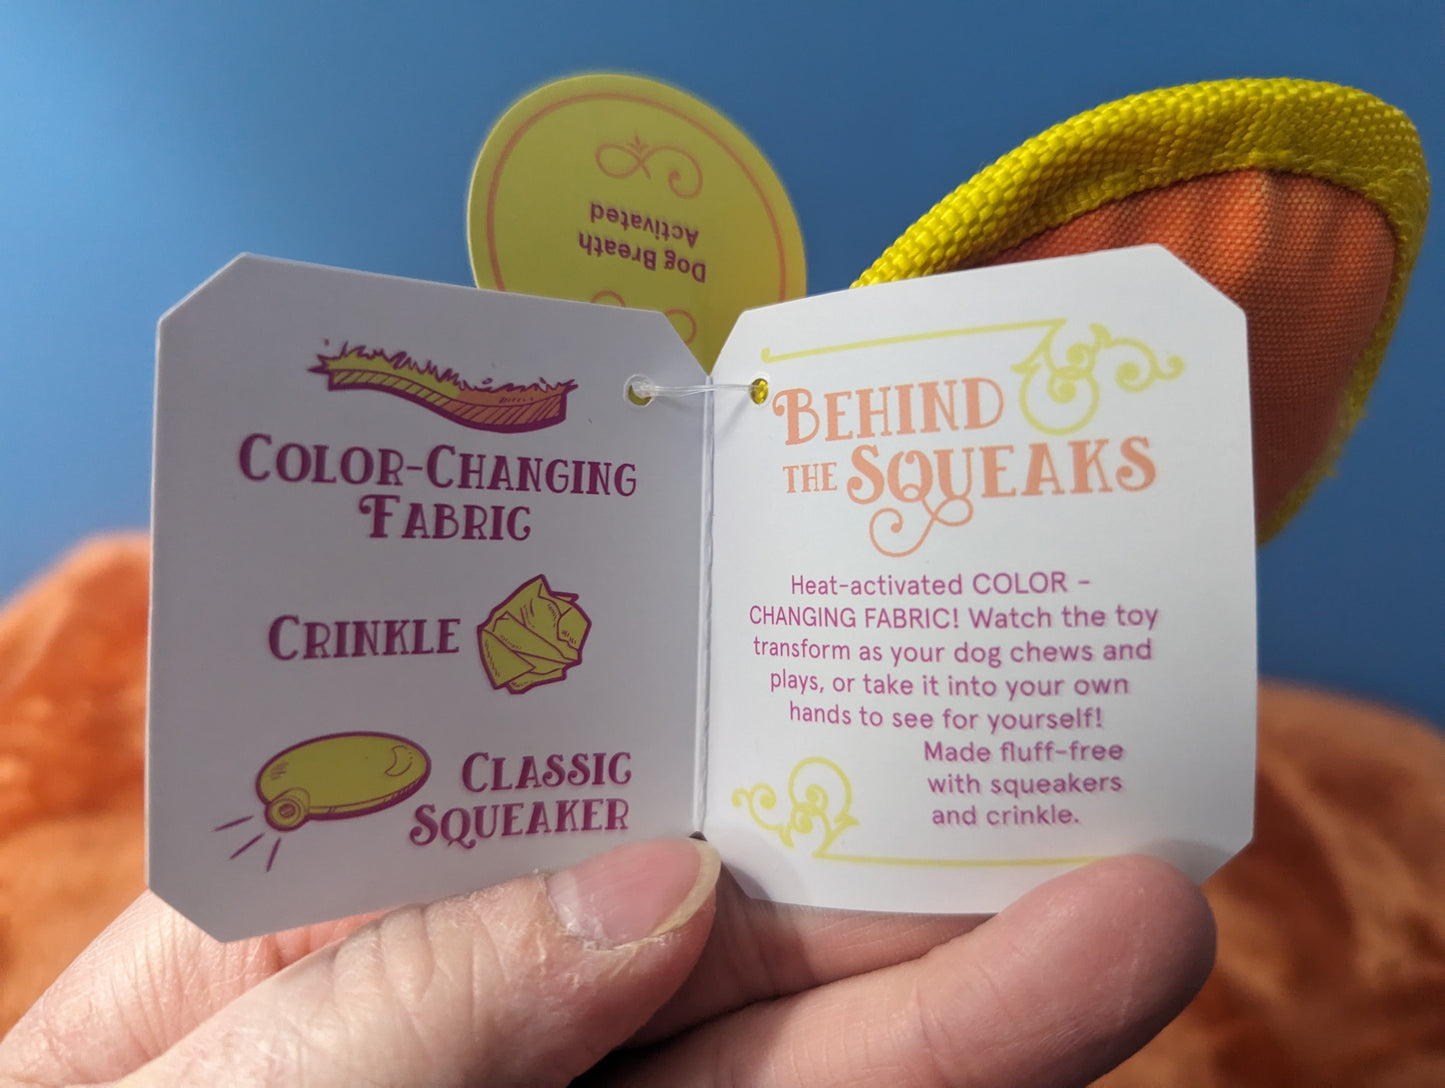 Dog Breath
Activated
COLOR-CHANGING
FABRIC
CRINKLE
CLASSIC
SQUEAKER
BEHIND
THE SQUEAKS
Heat-activated COLOR -
CHANGING FABRIC! Watch the toy
transform as your dog chews and
plays, or take it into your own
hands to see for yourself!
Made fluff-free
with squeakers
and crinkle.